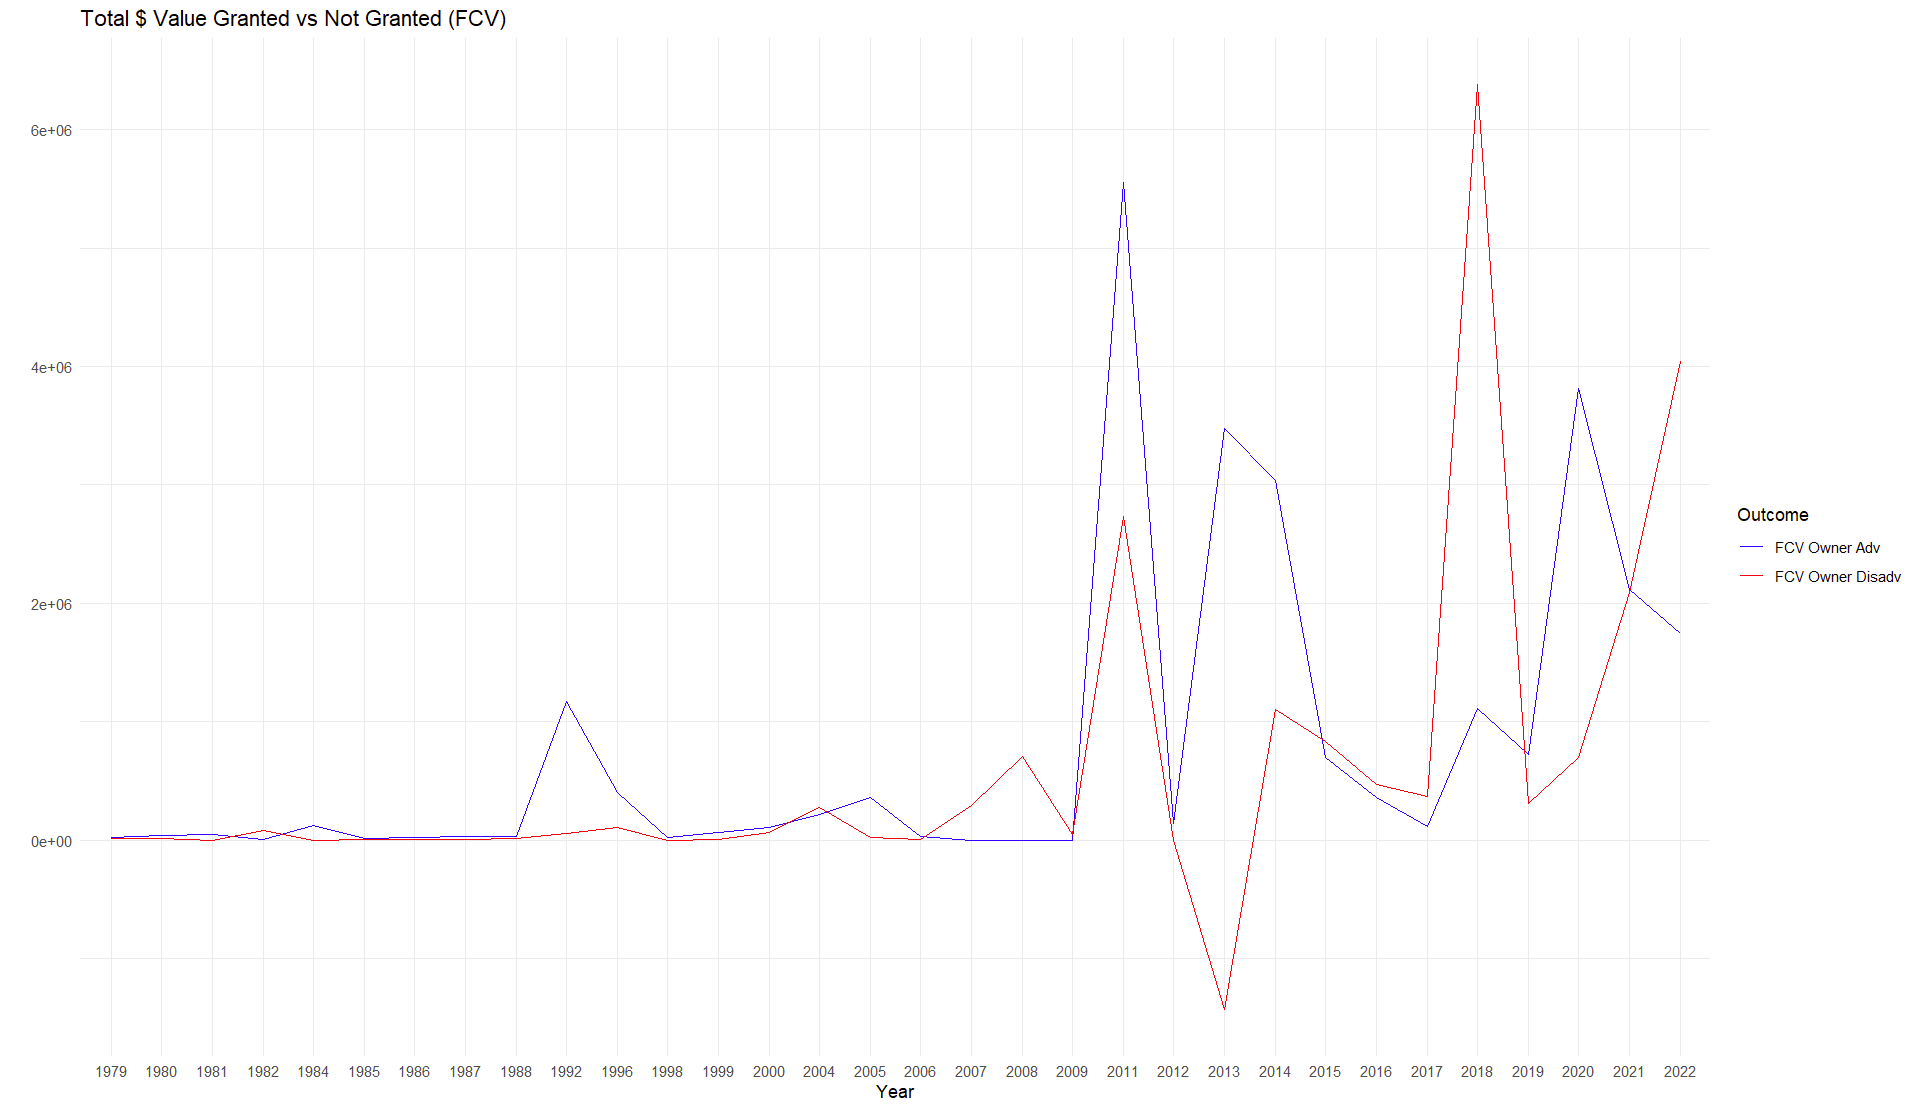 Total $ Value Granted vs Not Granted (FCV)
6e+06
4e+06
2e+06
0e+00
1979 1980 1981 1982 1984 1985 1986 1987 1988 1992 1996 1998 1999 2000 2004 2005 2006 2007 2008 2009 2011 2012 2013 2014 2015 2016 2017 2018 2019 2020 2021 2022
Year
Outcome
FCV Owner Adv
FCV Owner Disadv